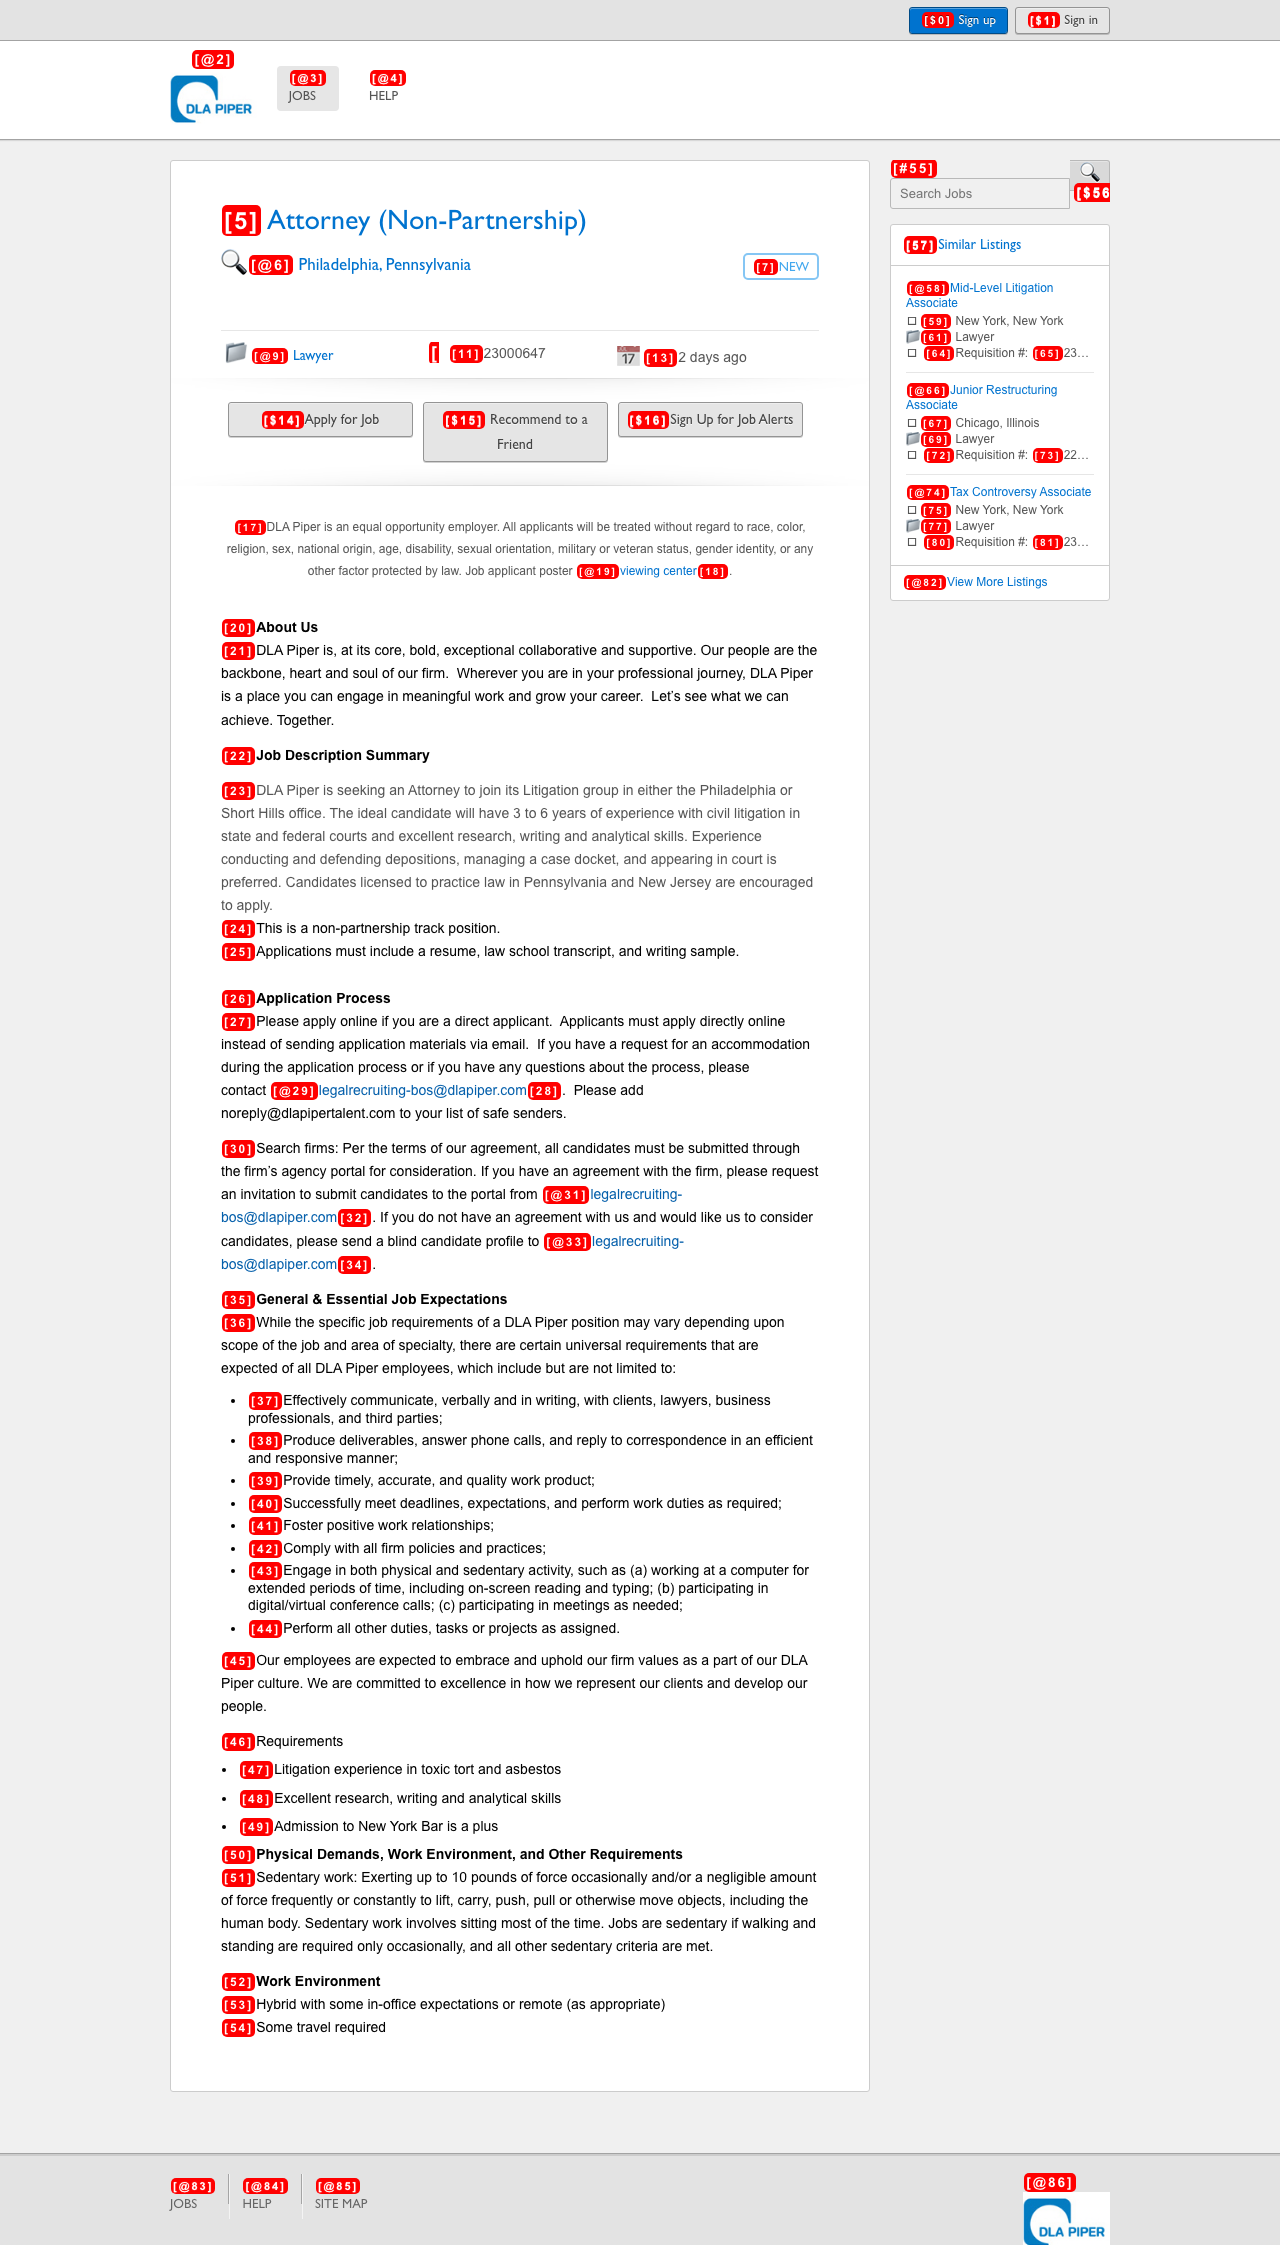 [$0] Sign up [$1] Sign in
[@2]
DLA PIPER
[@3]
JOBS
[@4]
HELP
[5] Attorney (Non-Partnership)
[@6] Philadelphia, Pennsylvania
[7]NEW
[@9] Lawyer
[ [11]23000647
17 [13]2 days ago
[$14]Apply for Job
[$15] Recommend to a
Friend
[$16]Sign Up for Job Alerts
[17]DLA Piper is an equal opportunity employer. All applicants will be treated without regard to race, color,
religion, sex, national origin, age, disability, sexual orientation, military or veteran status, gender identity, or any
other factor protected by law. Job applicant poster [@19]viewing center[18].
[20]About Us
[21]DLA Piper is, at its core, bold, exceptional collaborative and supportive. Our people are the
backbone, heart and soul of our firm.  Wherever you are in your professional journey, DLA Piper
is a place you can engage in meaningful work and grow your career.  Let’s see what we can
achieve. Together.
[22]Job Description Summary
[23]DLA Piper is seeking an Attorney to join its Litigation group in either the Philadelphia or
Short Hills office. The ideal candidate will have 3 to 6 years of experience with civil litigation in
state and federal courts and excellent research, writing and analytical skills. Experience
conducting and defending depositions, managing a case docket, and appearing in court is
preferred. Candidates licensed to practice law in Pennsylvania and New Jersey are encouraged
to apply.
[24]This is a non-partnership track position.
[25]Applications must include a resume, law school transcript, and writing sample.
[26]Application Process
[27]Please apply online if you are a direct applicant.  Applicants must apply directly online
instead of sending application materials via email.  If you have a request for an accommodation
during the application process or if you have any questions about the process, please
contact [@29]legalrecruiting-bos@dlapiper.com[28].  Please add
noreply@dlapipertalent.com to your list of safe senders.
[30]Search firms: Per the terms of our agreement, all candidates must be submitted through
the firm’s agency portal for consideration. If you have an agreement with the firm, please request
an invitation to submit candidates to the portal from [@31]legalrecruiting-
bos@dlapiper.com[32]. If you do not have an agreement with us and would like us to consider
candidates, please send a blind candidate profile to [@33]legalrecruiting-
bos@dlapiper.com[34].
[35]General & Essential Job Expectations
[36]While the specific job requirements of a DLA Piper position may vary depending upon
scope of the job and area of specialty, there are certain universal requirements that are
expected of all DLA Piper employees, which include but are not limited to:
• [37]Effectively communicate, verbally and in writing, with clients, lawyers, business
professionals, and third parties;
• [38]Produce deliverables, answer phone calls, and reply to correspondence in an efficient
and responsive manner;
• [39]Provide timely, accurate, and quality work product;
• [40]Successfully meet deadlines, expectations, and perform work duties as required;
• [41]Foster positive work relationships;
• [42]Comply with all firm policies and practices;
• [43]Engage in both physical and sedentary activity, such as (a) working at a computer for
extended periods of time, including on-screen reading and typing; (b) participating in
digital/virtual conference calls; (c) participating in meetings as needed;
• [44]Perform all other duties, tasks or projects as assigned.
[45]Our employees are expected to embrace and uphold our firm values as a part of our DLA
Piper culture. We are committed to excellence in how we represent our clients and develop our
people.
[46]Requirements
• [47]Litigation experience in toxic tort and asbestos
• [48]Excellent research, writing and analytical skills
• [49]Admission to New York Bar is a plus
[50]Physical Demands, Work Environment, and Other Requirements
[51]Sedentary work: Exerting up to 10 pounds of force occasionally and/or a negligible amount
of force frequently or constantly to lift, carry, push, pull or otherwise move objects, including the
human body. Sedentary work involves sitting most of the time. Jobs are sedentary if walking and
standing are required only occasionally, and all other sedentary criteria are met.
[52]Work Environment
[53]Hybrid with some in-office expectations or remote (as appropriate)
[54]Some travel required
[#55]
Search Jobs
[$56
[57]Similar Listings
[@58]Mid-Level Litigation
Associate
[59] New York, New York
[61] Lawyer
[64]Requisition #: [65]23…
[@66]Junior Restructuring
Associate
[67] Chicago, Illinois
[69] Lawyer
[72]Requisition #: [73]22…
[@74]Tax Controversy Associate
[75] New York, New York
[77] Lawyer
[80]Requisition #: [81]23…
[@82]View More Listings
[@83]
JOBS
[@84]
HELP
[@85]
SITE MAP
[@86]
DLA PIPER